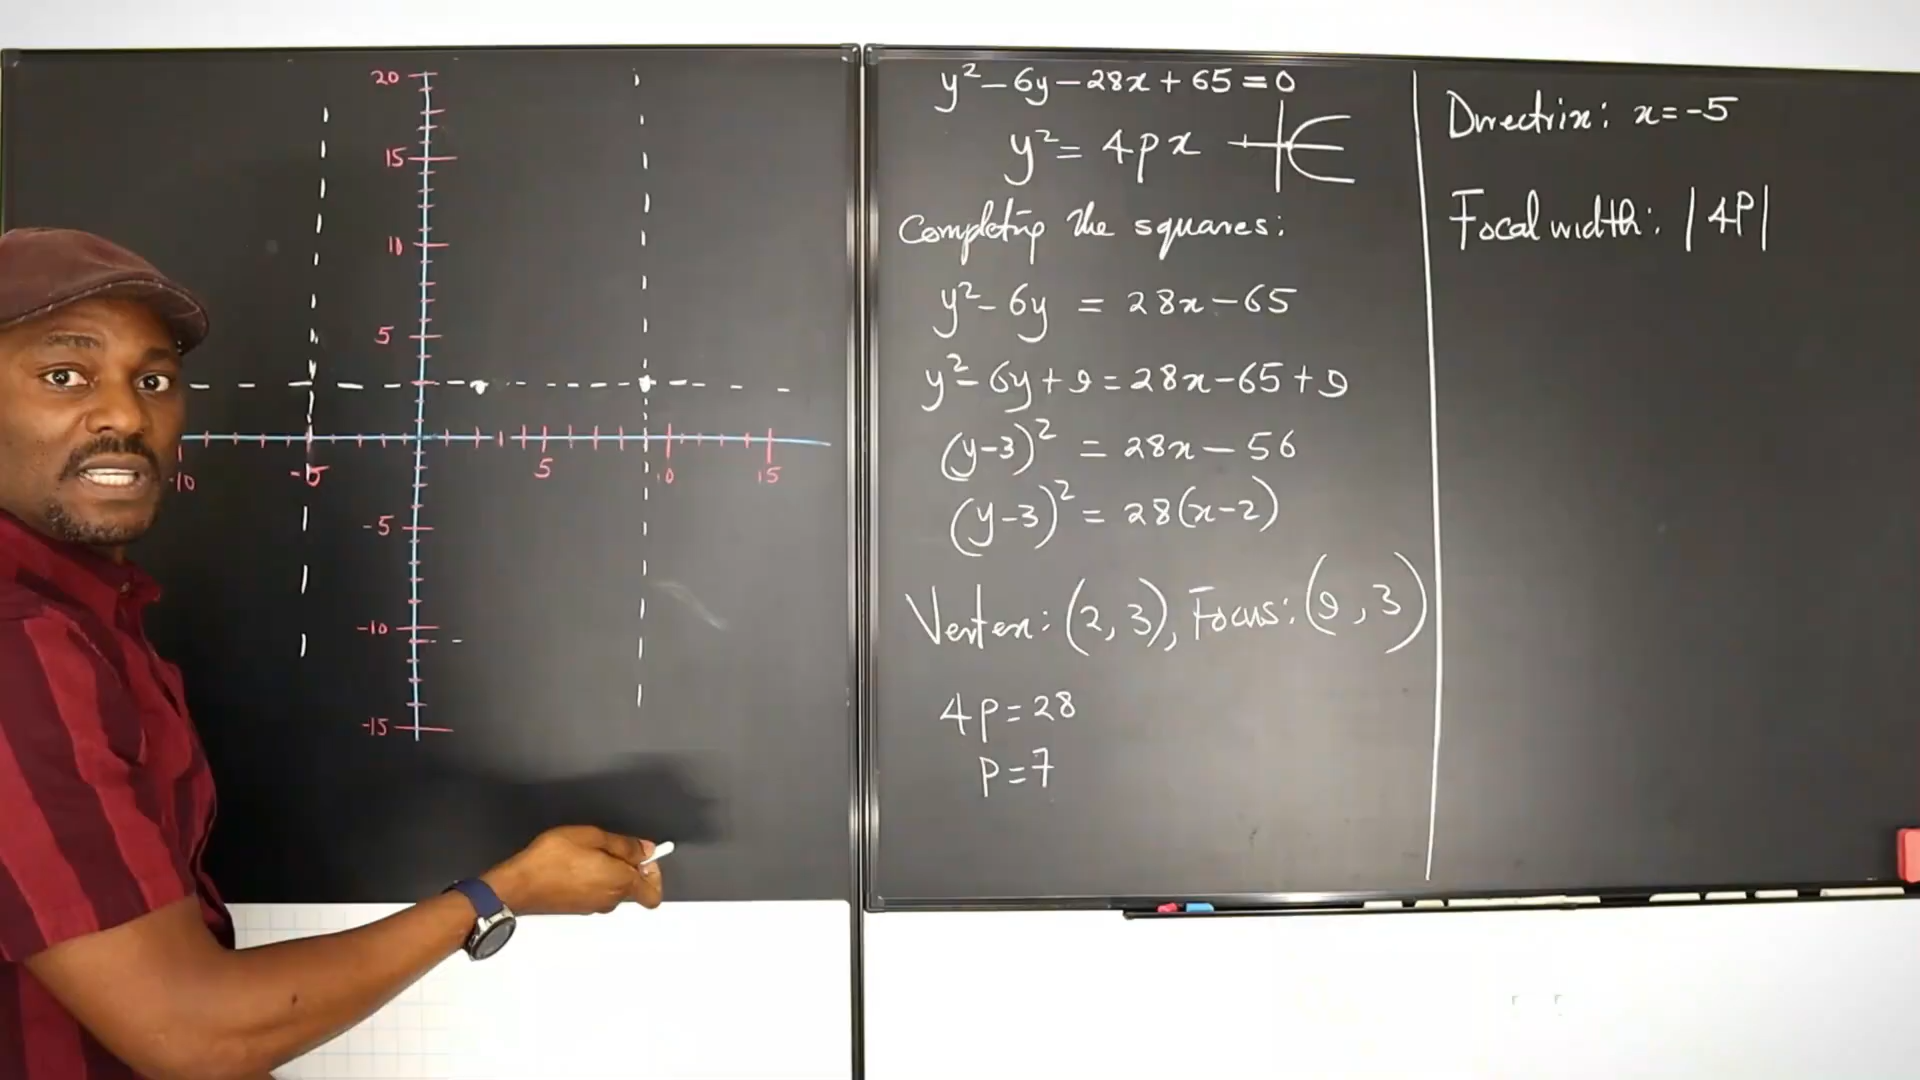 20
15
10
5
-10 -5 5 10 15
-5
-10
-15
y² - 6y - 28x + 65 = 0
y² = 4px
Completing the squares:
y² - 6y = 28x - 65
y² - 6y + 9 = 28x - 65 + 9
(y-3)² = 28x - 56
(y-3)² = 28(x-2)
Vertex: (2, 3), Focus: (9, 3)
4p = 28
p = 7
Directrix: x = -5
Focal width: |4P|